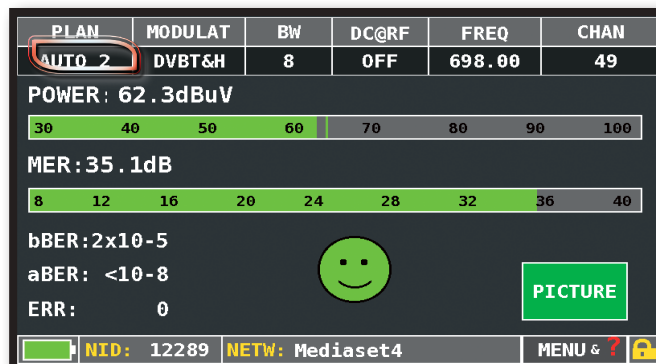 PLAN MODULAT BW DC@RF FREQ CHAN
AUTO 2 DVBT&H 8 OFF 698.00 49
POWER: 62.3dBuV
30 40 50 60 70 80 90 100
MER:35.1dB
8 12 16 20 24 28 32 36 40
bBER:2x10-5
aBER: <10-8
PICTURE
ERR: 0
NID: 12289 NETW: Mediaset4 MENU & ?